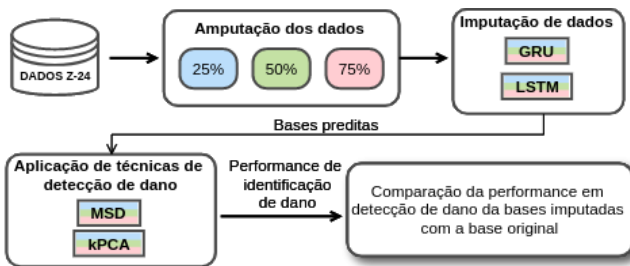 Amputação dos dados
Imputação de dados
DADOS Z-24
25%
50%
75%
GRU
LSTM
Bases preditas
Aplicação de técnicas de
detecção de dano
MSD
kPCA
Performance de
identificação
de dano
Comparação da performance em
detecção de dano da bases imputadas
com a base original